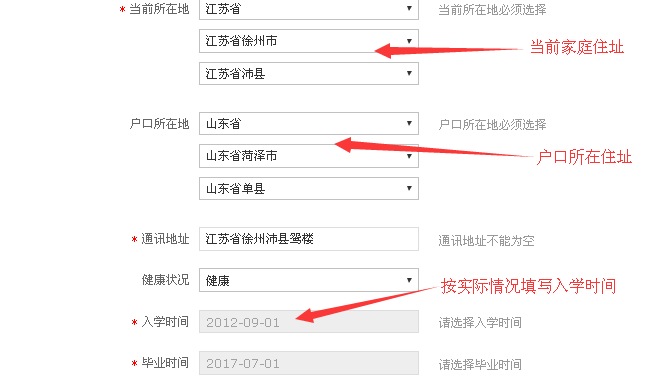 * 当前所在地 江苏省 当前所在地必须选择
江苏省徐州市 当前家庭住址
江苏省沛县
户口所在地 山东省 户口所在地必须选择
山东省菏泽市 户口所在住址
山东省单县
* 通讯地址 江苏省徐州沛县鸳楼 通讯地址不能为空
健康状况 健康 按实际情况填写入学时间
* 入学时间 2012-09-01 请选择入学时间
* 毕业时间 2017-07-01 请选择毕业时间